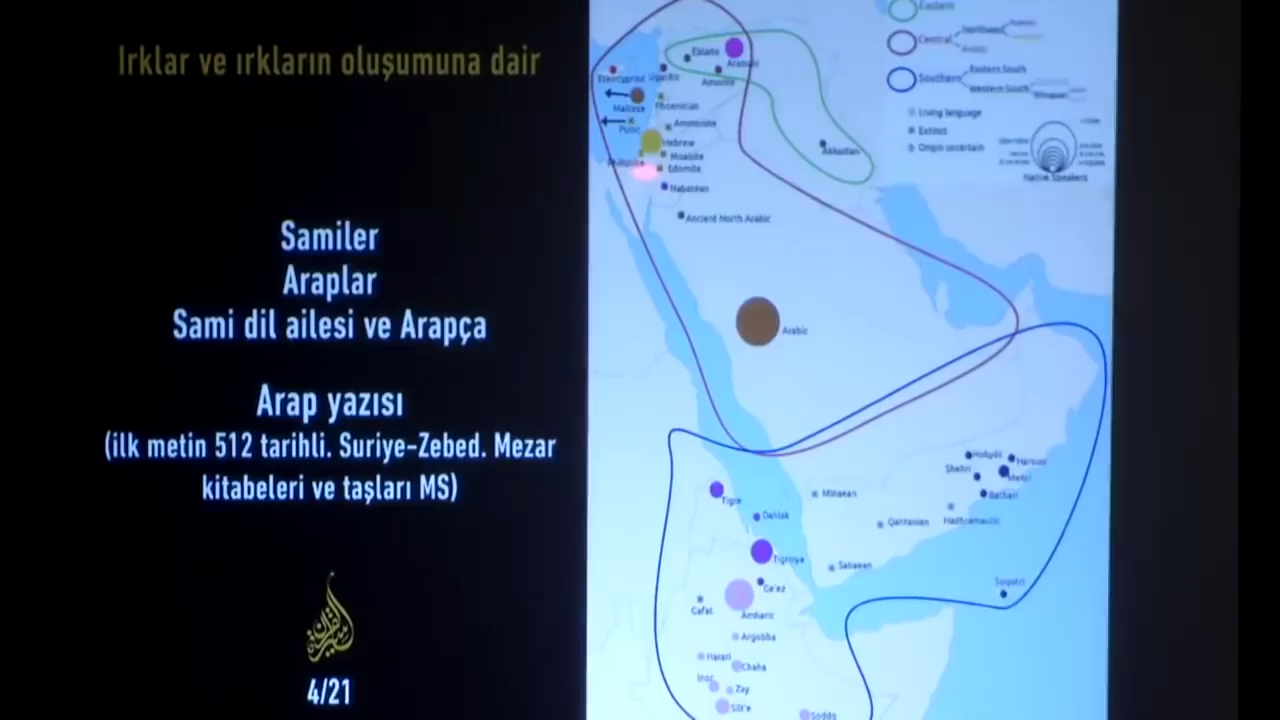 Irklar ve ırkların oluşumuna dair
Samiler
Araplar
Sami dil ailesi ve Arapça
Arap yazısı
(ilk metin 512 tarihli. Suriye-Zebed. Mezar
kitabeleri ve taşları MS)
4/21
Eastern
Central
Northwest
Arabic
Southern
Eastern South
Western South
Living language
Extinct
Origin uncertain
Native Speakers
Eblaite
Aramaic
Ugaritic
Amorite
Maltese
Phoenician
Punic
Ammonite
Hebrew
Moabite
Edomite
Nabataean
Akkadian
Ancient North Arabic
Arabic
Hobyót
Harsusi
Shehri
Mehri
Bathari
Tigre
Minaean
Dahlak
Qatabanian
Hadhramautic
Tigrinya
Sabaean
Ge'ez
Soqotri
Gafat
Amharic
Argobba
Harari
Chaha
Inor
Zay
Silt'e
Soddo